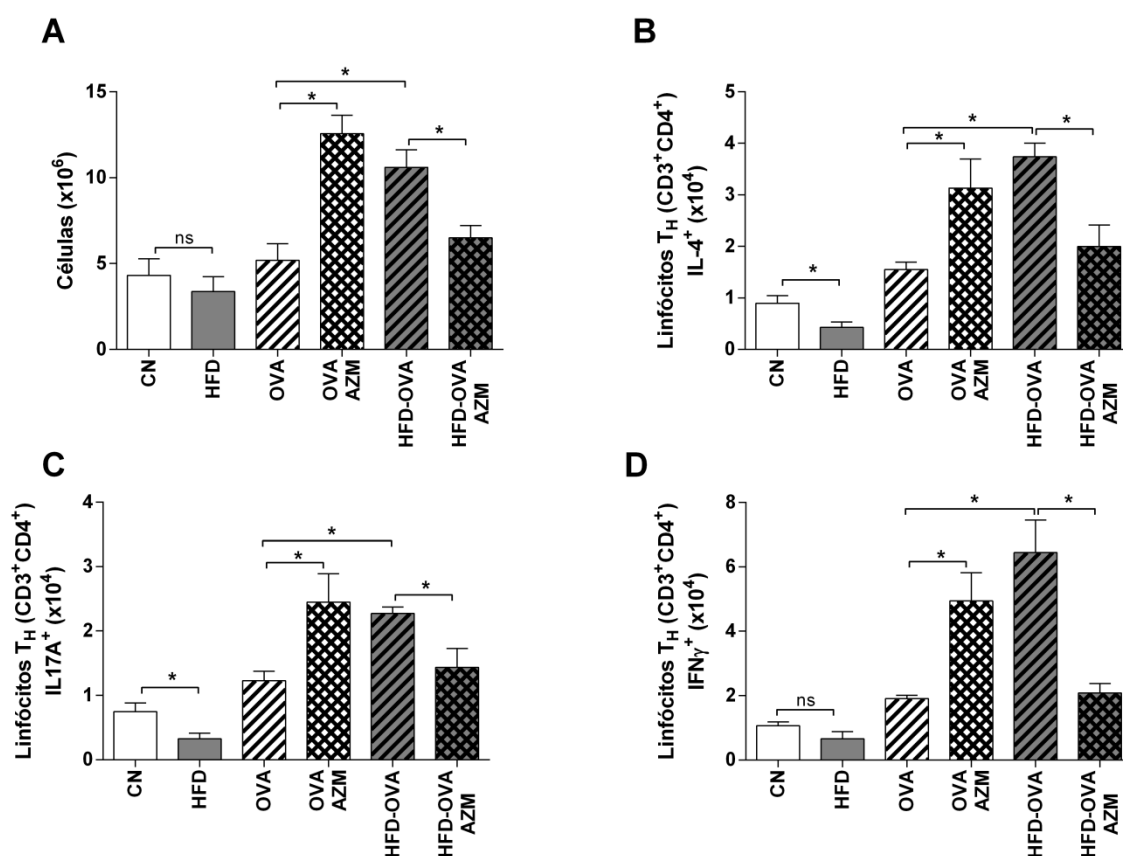 A
Células (x10⁶)
15
10
5
0
ns
*
*
*
CN
HFD
OVA
OVA
AZM
HFD-OVA
HFD-OVA
AZM
B
Linfócitos T_H (CD3⁺CD4⁺)
IL-4⁺ (x10⁴)
5
4
3
2
1
0
*
*
*
*
CN
HFD
OVA
OVA
AZM
HFD-OVA
HFD-OVA
AZM
C
Linfócitos T_H (CD3⁺CD4⁺)
IL17A⁺ (x10⁴)
4
3
2
1
0
*
*
*
*
CN
HFD
OVA
OVA
AZM
HFD-OVA
HFD-OVA
AZM
D
Linfócitos T_H (CD3⁺CD4⁺)
IFNγ⁺ (x10⁴)
8
6
4
2
0
ns
*
*
*
CN
HFD
OVA
OVA
AZM
HFD-OVA
HFD-OVA
AZM